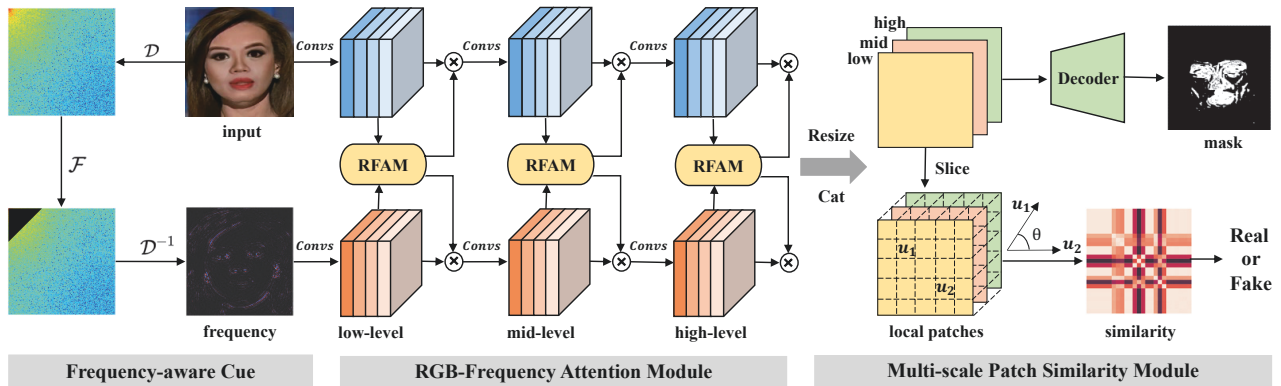 𝒟
input
ℱ
𝒟⁻¹
frequency
Frequency-aware Cue
Convs
Convs
Convs
RFAM
RFAM
RFAM
Convs
Convs
Convs
low-level
mid-level
high-level
RGB-Frequency Attention Module
Resize
Cat
high
mid
low
Decoder
mask
Slice
u₁
u₂
local patches
u₁
θ
u₂
similarity
Real
or
Fake
Multi-scale Patch Similarity Module